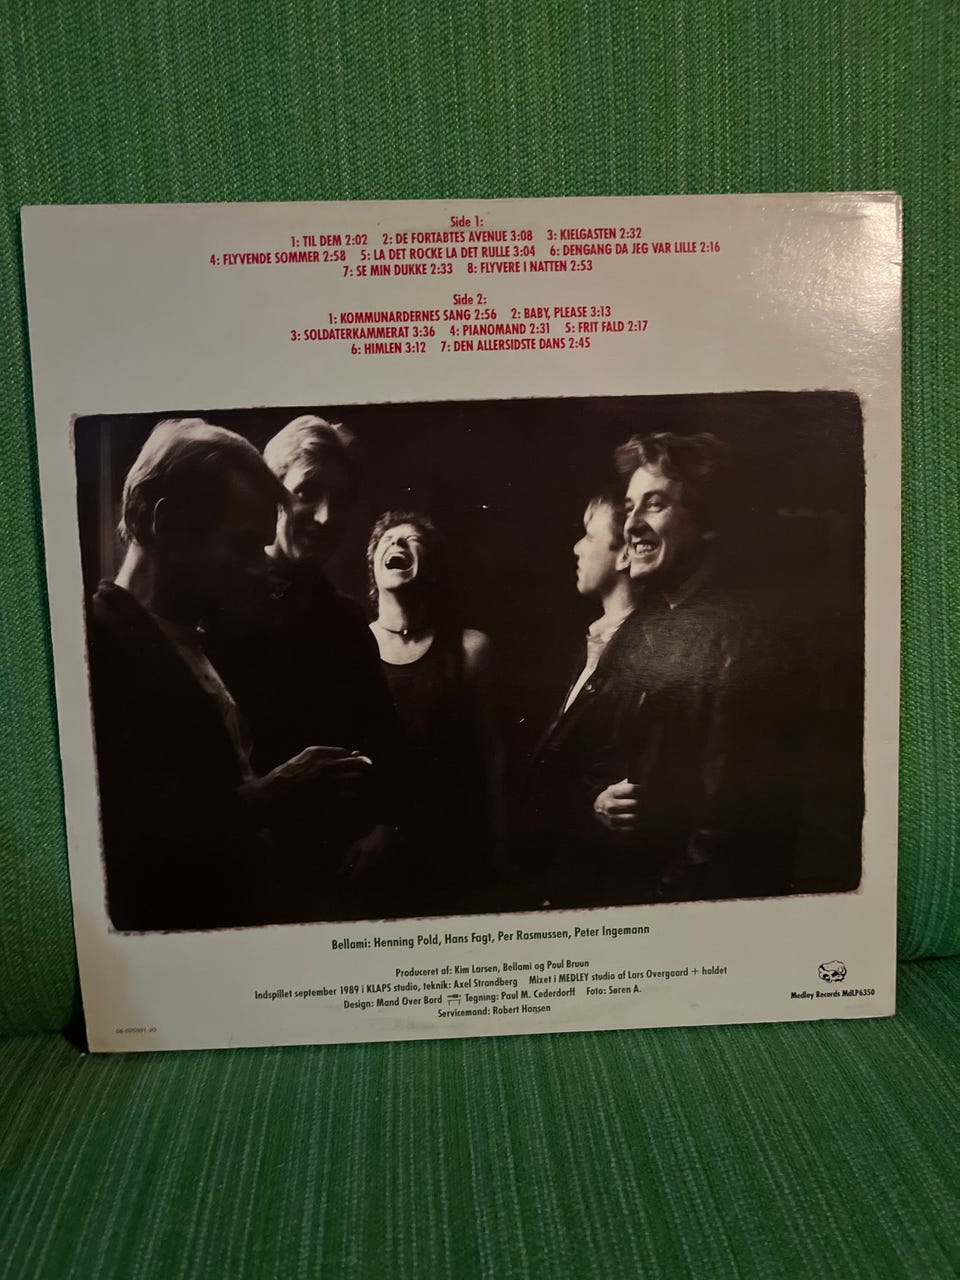 Side 1:
1: TIL DEM 2:02 2: DE FORTABTES AVENUE 3:08 3: KIELGASTEN 2:32
4: FLYVENDE SOMMER 2:58 5: LA DET ROCKE LA DET RULLE 3:04 6: DENGANG DA JEG VAR LILLE 2:16
7: SE MIN DUKKE 2:33 8: FLYVERE I NATTEN 2:53
Side 2:
1: KOMMUNARDERNES SANG 2:56 2: BABY, PLEASE 3:13
3: SOLDATERKAMMERAT 3:36 4: PIANOMAND 2:31 5: FRIT FALD 2:17
6: HIMLEN 3:12 7: DEN ALLERSIDSTE DANS 2:45
Bellami: Henning Pold, Hans Fagt, Per Rasmussen, Peter Ingemann
Produceret af: Kim Larsen, Bellami og Poul Bruun
Indspillet september 1989 i KLAPS studio, teknik: Axel Strandberg Mixet i MEDLEY studio af Lars Overgaard + holdet
Design: Mand Over Bord Tegning: Paul M. Cederdorff Foto: Søren A.
Servicemand: Robert Hansen
Medley Records MdLP6350